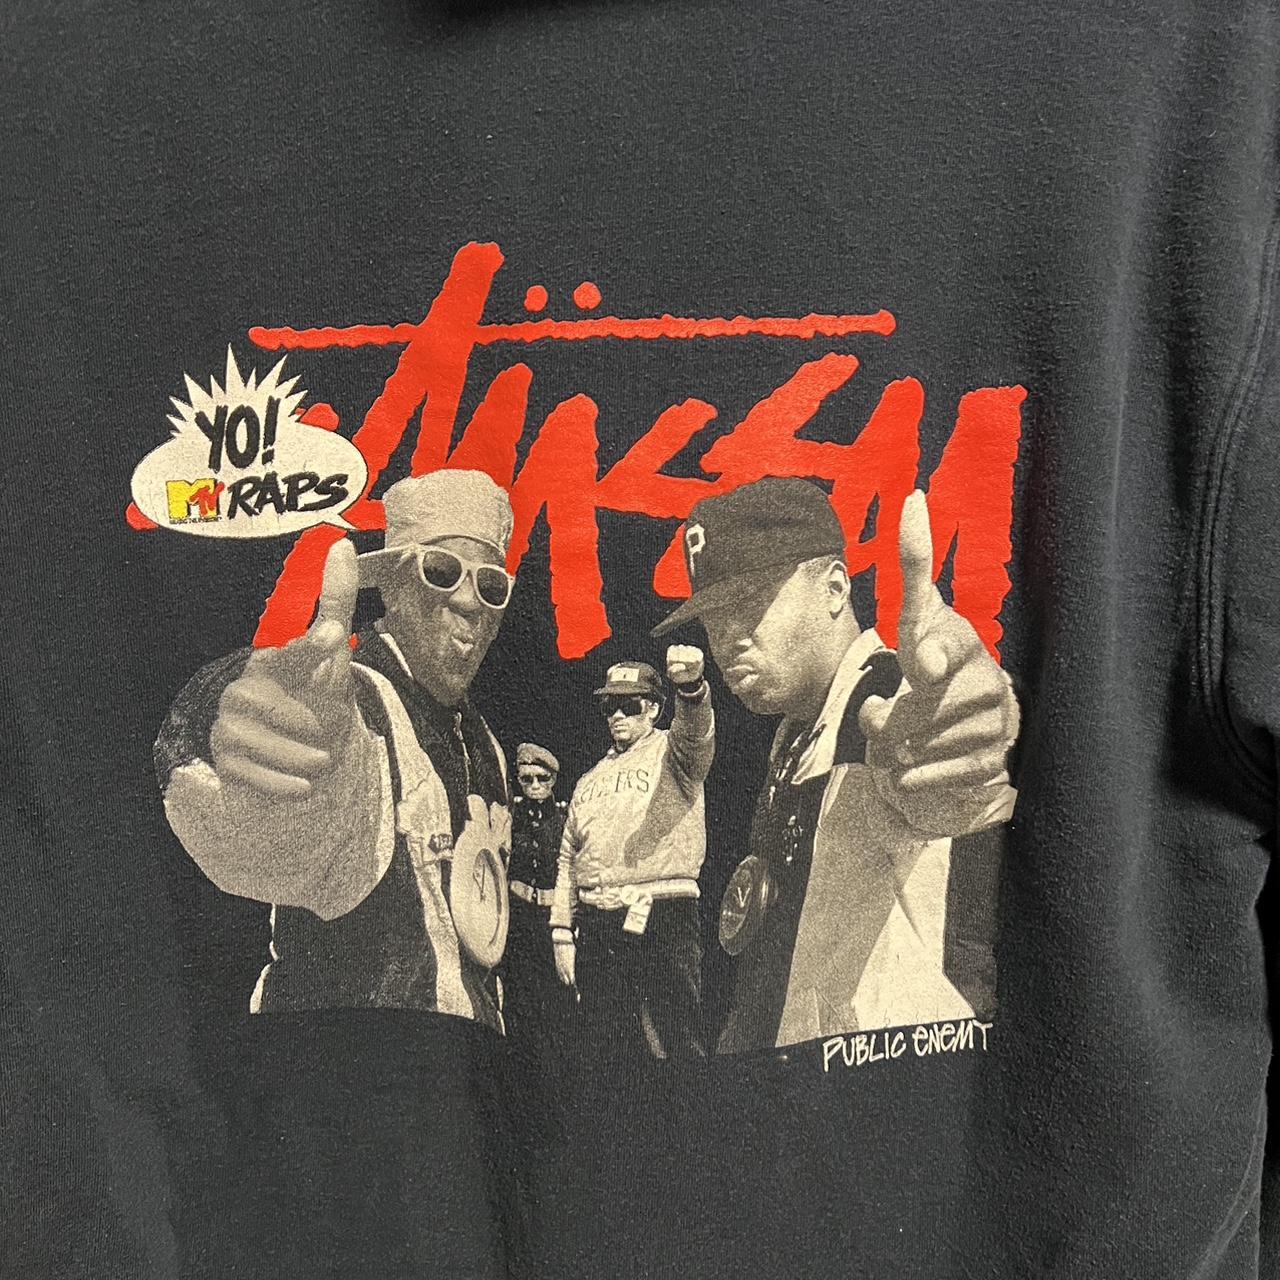 STÜSSY
YO!
MTV RAPS
P
PUBLIC ENEMY